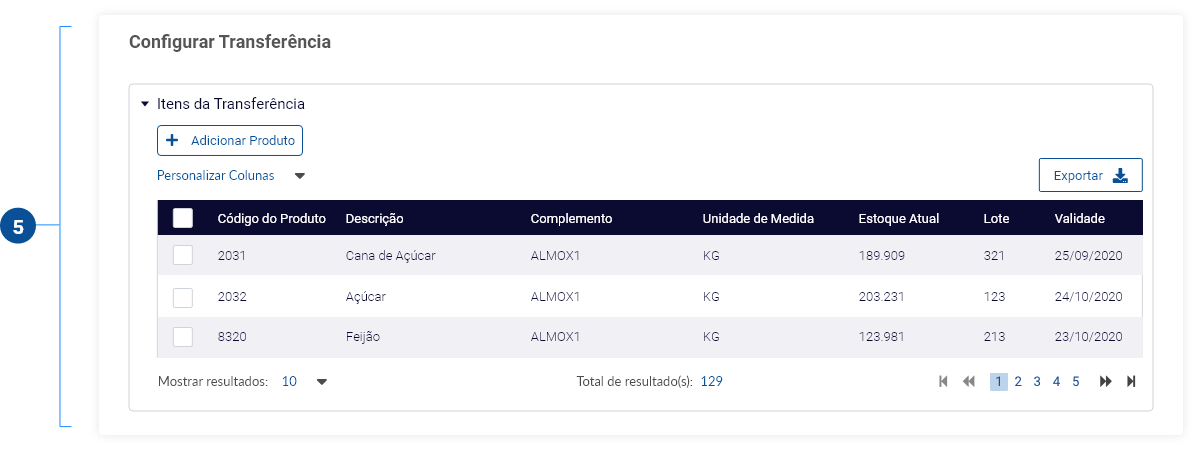 Configurar Transferência
Itens da Transferência
Adicionar Produto
Personalizar Colunas
Exportar
5
Código do Produto Descrição Complemento Unidade de Medida Estoque Atual Lote Validade
2031 Cana de Açúcar ALMOX1 KG 189.909 321 25/09/2020
2032 Açúcar ALMOX1 KG 203.231 123 24/10/2020
8320 Feijão ALMOX1 KG 123.981 213 23/10/2020
Mostrar resultados: 10 Total de resultado(s): 129 1 2 3 4 5